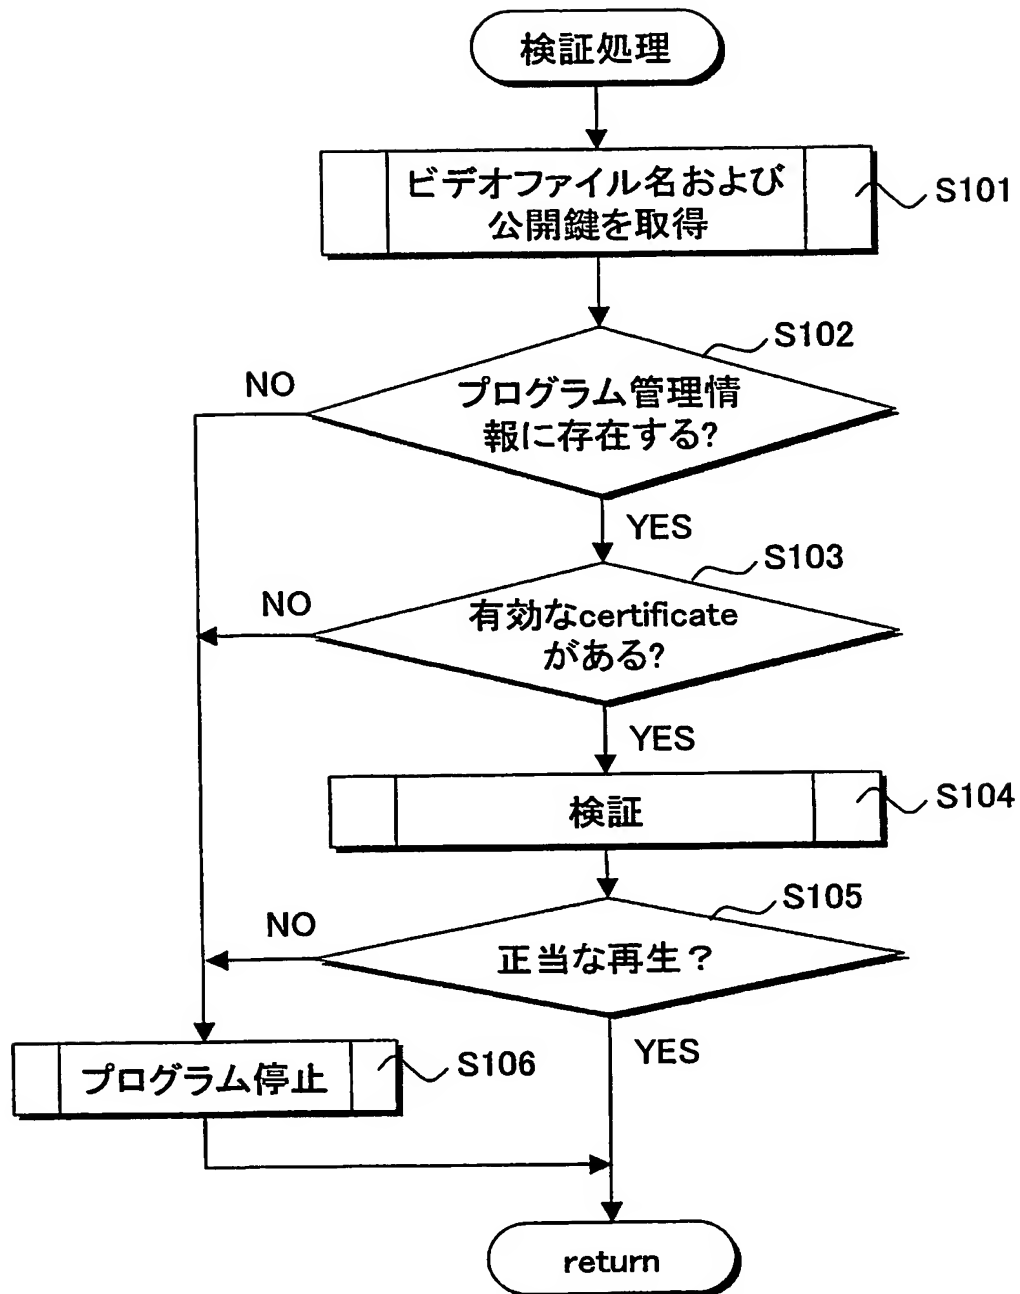 検証処理
ビデオファイル名および
公開鍵を取得
S101
S102
NO
プログラム管理情
報に存在する?
YES
S103
NO
有効なcertificate
がある?
YES
検証
S104
S105
NO
正当な再生？
YES
プログラム停止
S106
return